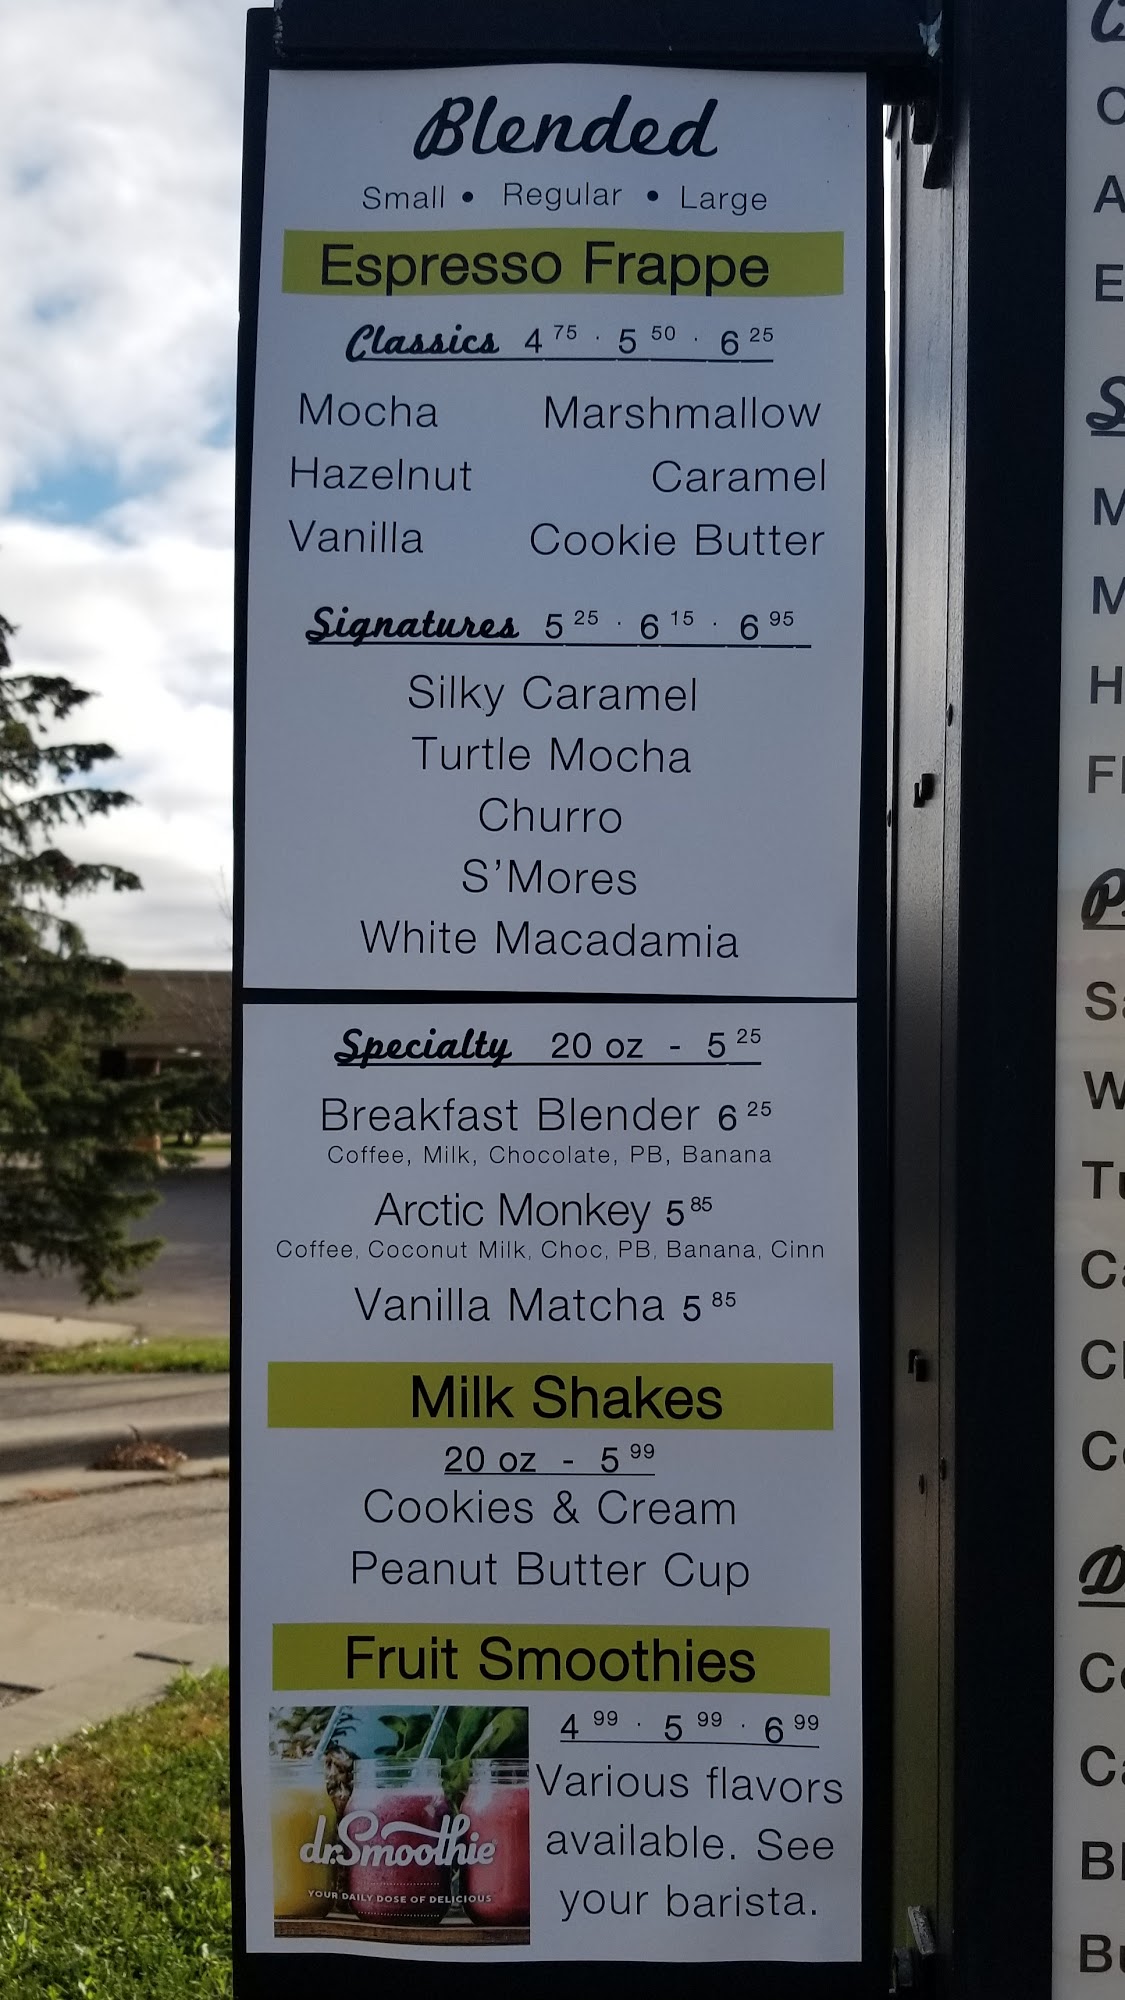 Blended
Small • Regular • Large
Espresso Frappe
Classics 4 75 · 5 50 · 6 25
Mocha Marshmallow
Hazelnut Caramel
Vanilla Cookie Butter
Signatures 5 25 · 6 15 · 6 95
Silky Caramel
Turtle Mocha
Churro
S'Mores
White Macadamia
Specialty 20 oz - 5 25
Breakfast Blender 6 25
Coffee, Milk, Chocolate, PB, Banana
Arctic Monkey 5 85
Coffee, Coconut Milk, Choc, PB, Banana, Cinn
Vanilla Matcha 5 85
Milk Shakes
20 oz - 5 99
Cookies & Cream
Peanut Butter Cup
Fruit Smoothies
4 99 · 5 99 · 6 99
Various flavors
available. See
your barista.
dr.Smoothie
YOUR DAILY DOSE OF DELICIOUS